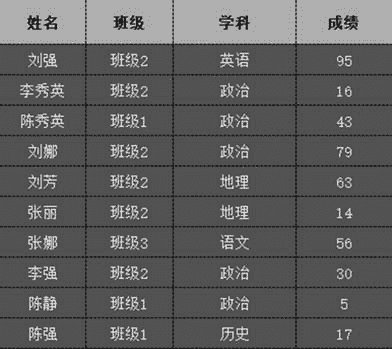 姓名 班级 学科 成绩
刘强 班级2 英语 95
李秀英 班级2 政治 16
陈秀英 班级1 政治 43
刘娜 班级2 政治 79
刘芳 班级2 地理 63
张丽 班级2 地理 14
张娜 班级3 语文 56
李强 班级2 政治 30
陈静 班级1 政治 5
陈强 班级1 历史 17